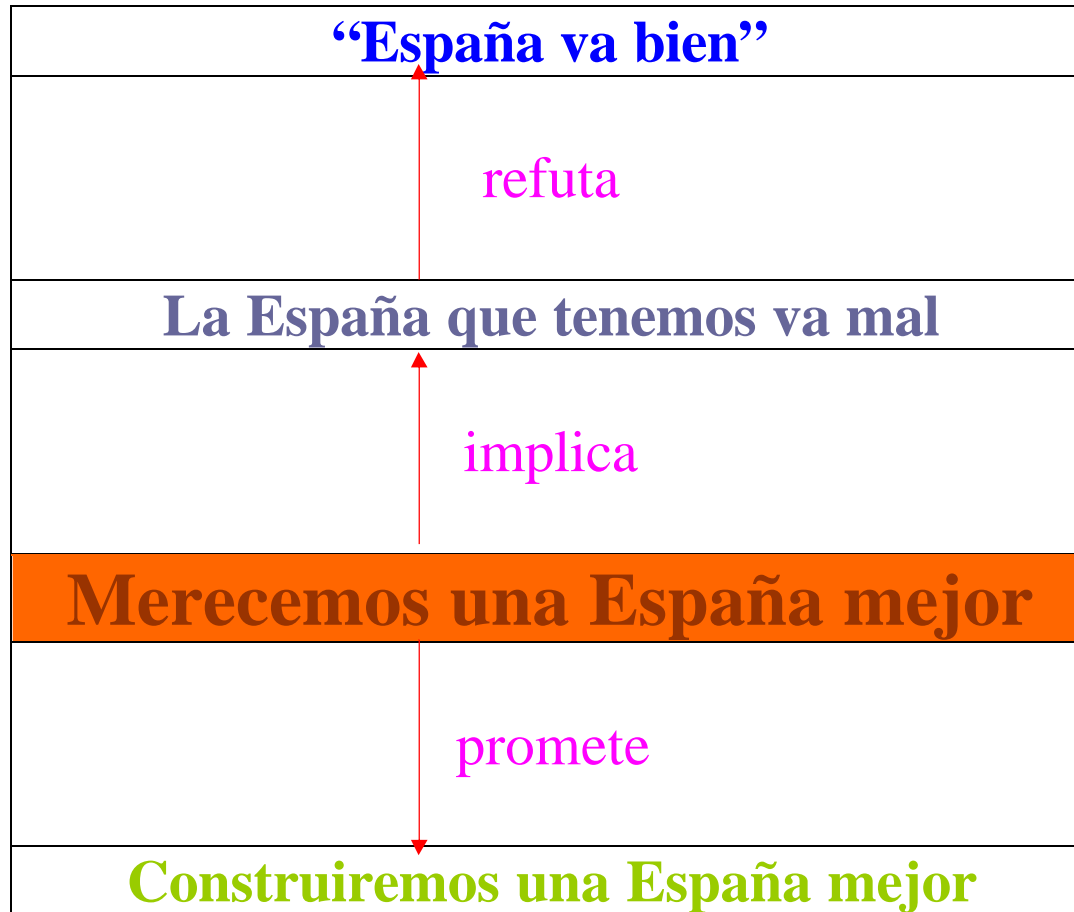 “España va bien”
refuta
La España que tenemos va mal
implica
Merecemos una España mejor
promete
Construiremos una España mejor